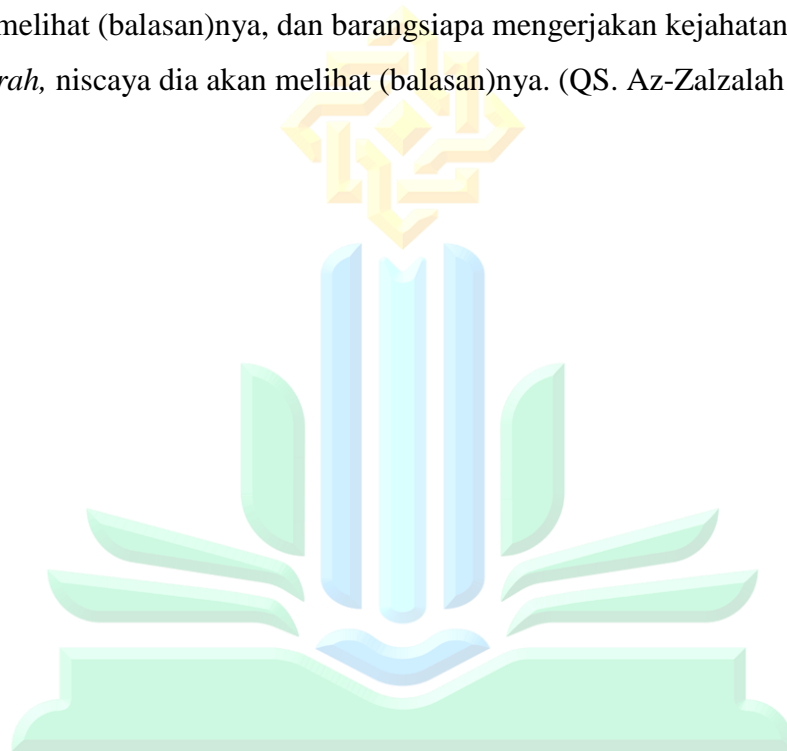 melihat (balasan)nya, dan barangsiapa mengerjakan kejahatan
rah, niscaya dia akan melihat (balasan)nya. (QS. Az-Zalzalah